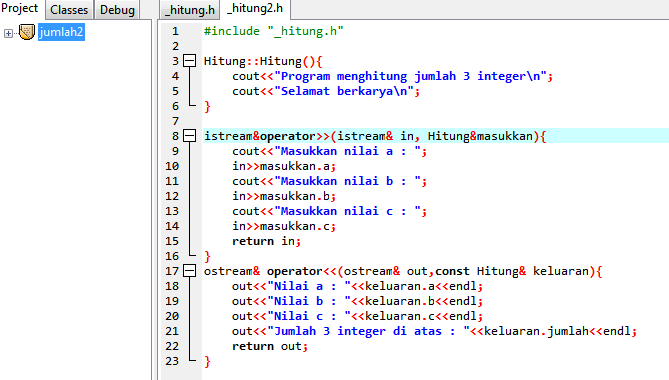 Project Classes Debug
_hitung.h _hitung2.h
jumlah2
1 #include "_hitung.h"
2
3 Hitung::Hitung(){
4 cout<<"Program menghitung jumlah 3 integer\n";
5 cout<<"Selamat berkarya\n";
6 }
7
8 istream&operator>>(istream& in, Hitung&masukkan){
9 cout<<"Masukkan nilai a : ";
10 in>>masukkan.a;
11 cout<<"Masukkan nilai b : ";
12 in>>masukkan.b;
13 cout<<"Masukkan nilai c : ";
14 in>>masukkan.c;
15 return in;
16 }
17 ostream& operator<<(ostream& out,const Hitung& keluaran){
18 out<<"Nilai a : "<<keluaran.a<<endl;
19 out<<"Nilai b : "<<keluaran.b<<endl;
20 out<<"Nilai c : "<<keluaran.c<<endl;
21 out<<"Jumlah 3 integer di atas : "<<keluaran.jumlah<<endl;
22 return out;
23 }